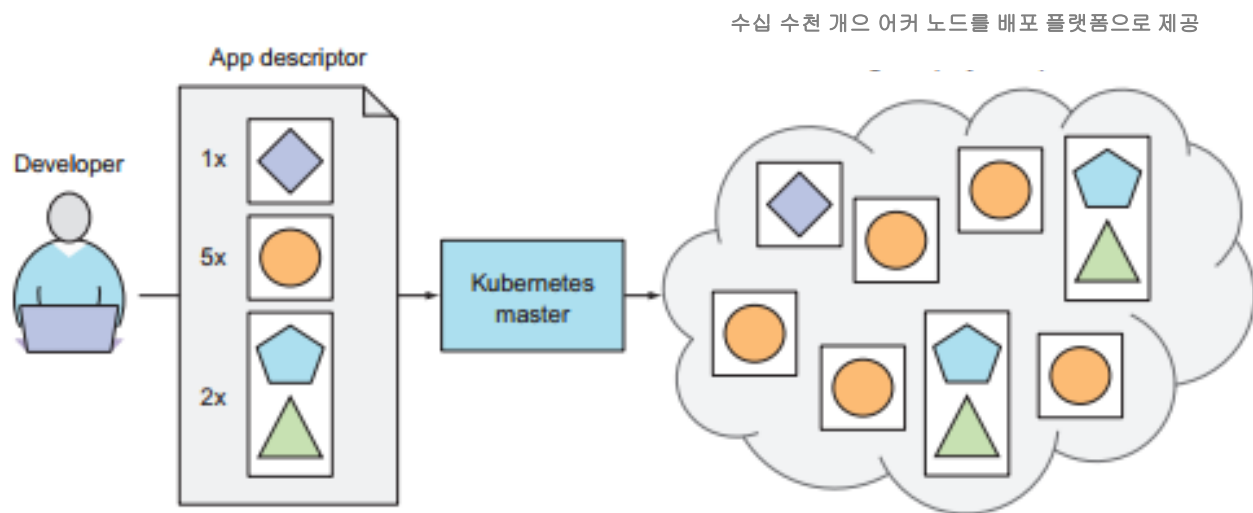 수십 수천 개으 어커 노드를 배포 플랫폼으로 제공
App descriptor
Developer
1x
5x
2x
Kubernetes
master